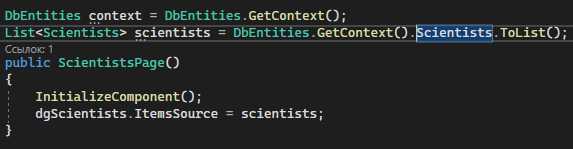 DbEntities context = DbEntities.GetContext();
List<Scientists> scientists = DbEntities.GetContext().Scientists.ToList();
Ссылок: 1
public ScientistsPage()
{
InitializeComponent();
dgScientists.ItemsSource = scientists;
}